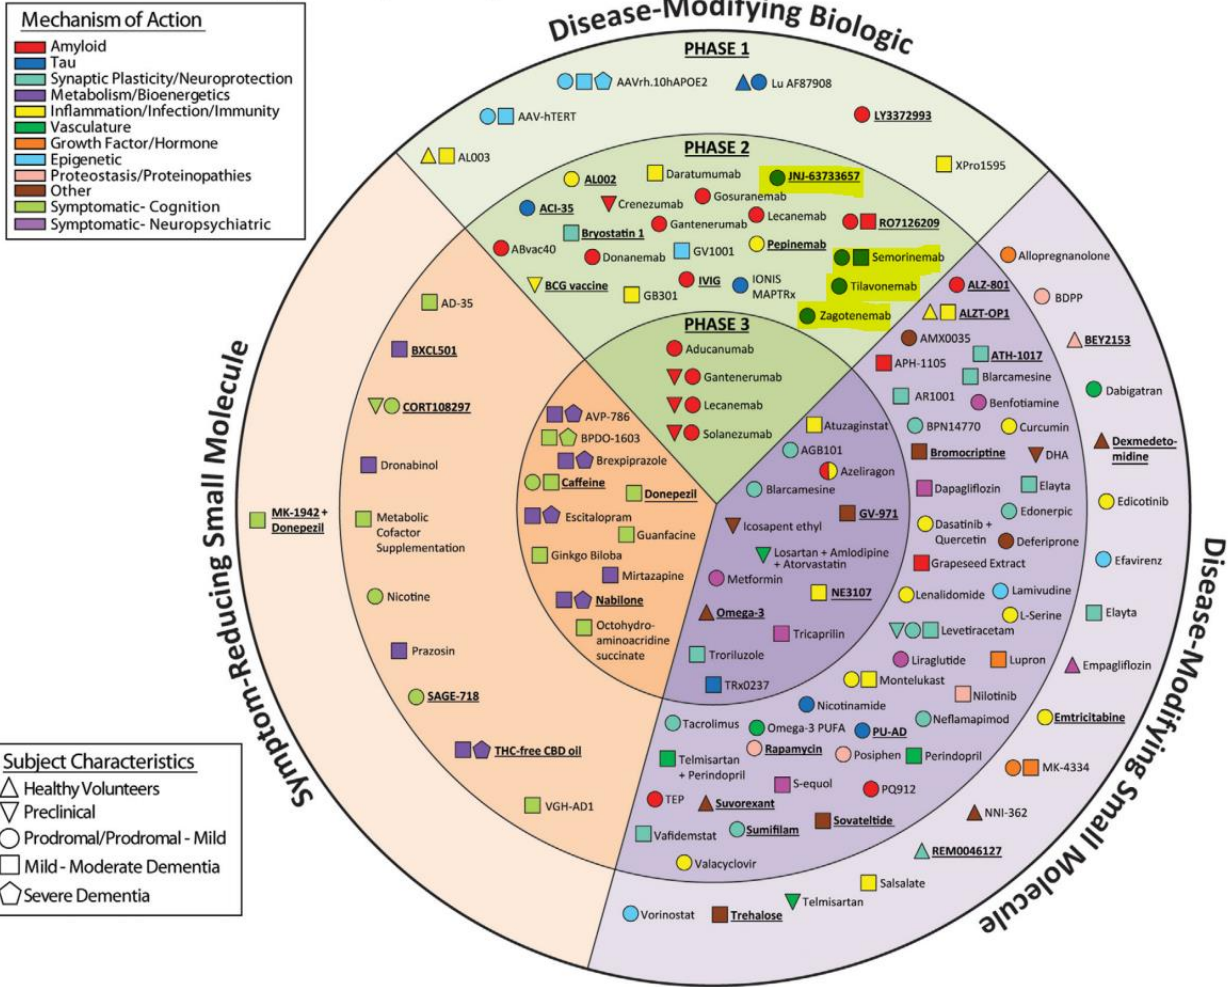 Mechanism of Action
Amyloid
Tau
Synaptic Plasticity/Neuroprotection
Metabolism/Bioenergetics
Inflammation/Infection/Immunity
Vasculature
Growth Factor/Hormone
Epigenetic
Proteostasis/Proteinopathies
Other
Symptomatic- Cognition
Symptomatic- Neuropsychiatric
Disease-Modifying Biologic
PHASE 1
AAVrh.10hAPOE2
Lu AF87908
AAV-hTERT
LY3372993
AL003
XPro1595
PHASE 2
AL002
Daratumumab
JNJ-63733657
ACI-35
Crenezumab
Gosuranemab
Bryostatin 1
Gantenerumab
Lecanemab
RO7126209
ABvac40
Donanemab
GV1001
Pepinemab
Semorinemab
BCG vaccine
GB301
IVIG
IONIS
MAPTRx
Tilavonemab
Zagotenemab
PHASE 3
Aducanumab
Gantenerumab
Lecanemab
Solanezumab
Symptom-Reducing Small Molecule
AD-35
BXCL501
CORT108297
Dronabinol
MK-1942 +
Donepezil
Metabolic
Cofactor
Supplementation
Nicotine
Prazosin
SAGE-718
THC-free CBD oil
VGH-AD1
AVP-786
BPDO-1603
Brexpiprazole
Caffeine
Donepezil
Escitalopram
Guanfacine
Ginkgo Biloba
Mirtazapine
Nabilone
Octohydro-
aminoacridine
succinate
Disease-Modifying Small Molecule
Atuzaginstat
AGB101
Azeliragon
Blarcamesine
GV-971
Icosapent ethyl
Losartan + Amlodipine
+ Atorvastatin
Metformin
NE3107
Omega-3
Tricaprilin
Troriluzole
TRx0237
ALZ-801
ALZT-OP1
AMX0035
ATH-1017
APH-1105
Blarcamesine
AR1001
Benfotiamine
BPN14770
Curcumin
Bromocriptine
DHA
Dapagliflozin
Elayta
Edonerpic
Dasatinib +
Quercetin
Deferiprone
Grapeseed Extract
Lenalidomide
Lamivudine
L-Serine
Levetiracetam
Liraglutide
Lupron
Montelukast
Nilotinib
Nicotinamide
Neflamapimod
Tacrolimus
Omega-3 PUFA
PU-AD
Rapamycin
Posiphen
Perindopril
Telmisartan
+ Perindopril
S-equol
PQ912
TEP
Suvorexant
Sovateltide
Vafidemstat
Sumifilam
Valacyclovir
Allopregnanolone
BDPP
BEY2153
Dabigatran
Dexmedeto-
midine
Edicotinib
Efavirenz
Elayta
Empagliflozin
Emtricitabine
MK-4334
NNI-362
REM0046127
Salsalate
Telmisartan
Trehalose
Vorinostat
Subject Characteristics
Healthy Volunteers
Preclinical
Prodromal/Prodromal - Mild
Mild - Moderate Dementia
Severe Dementia